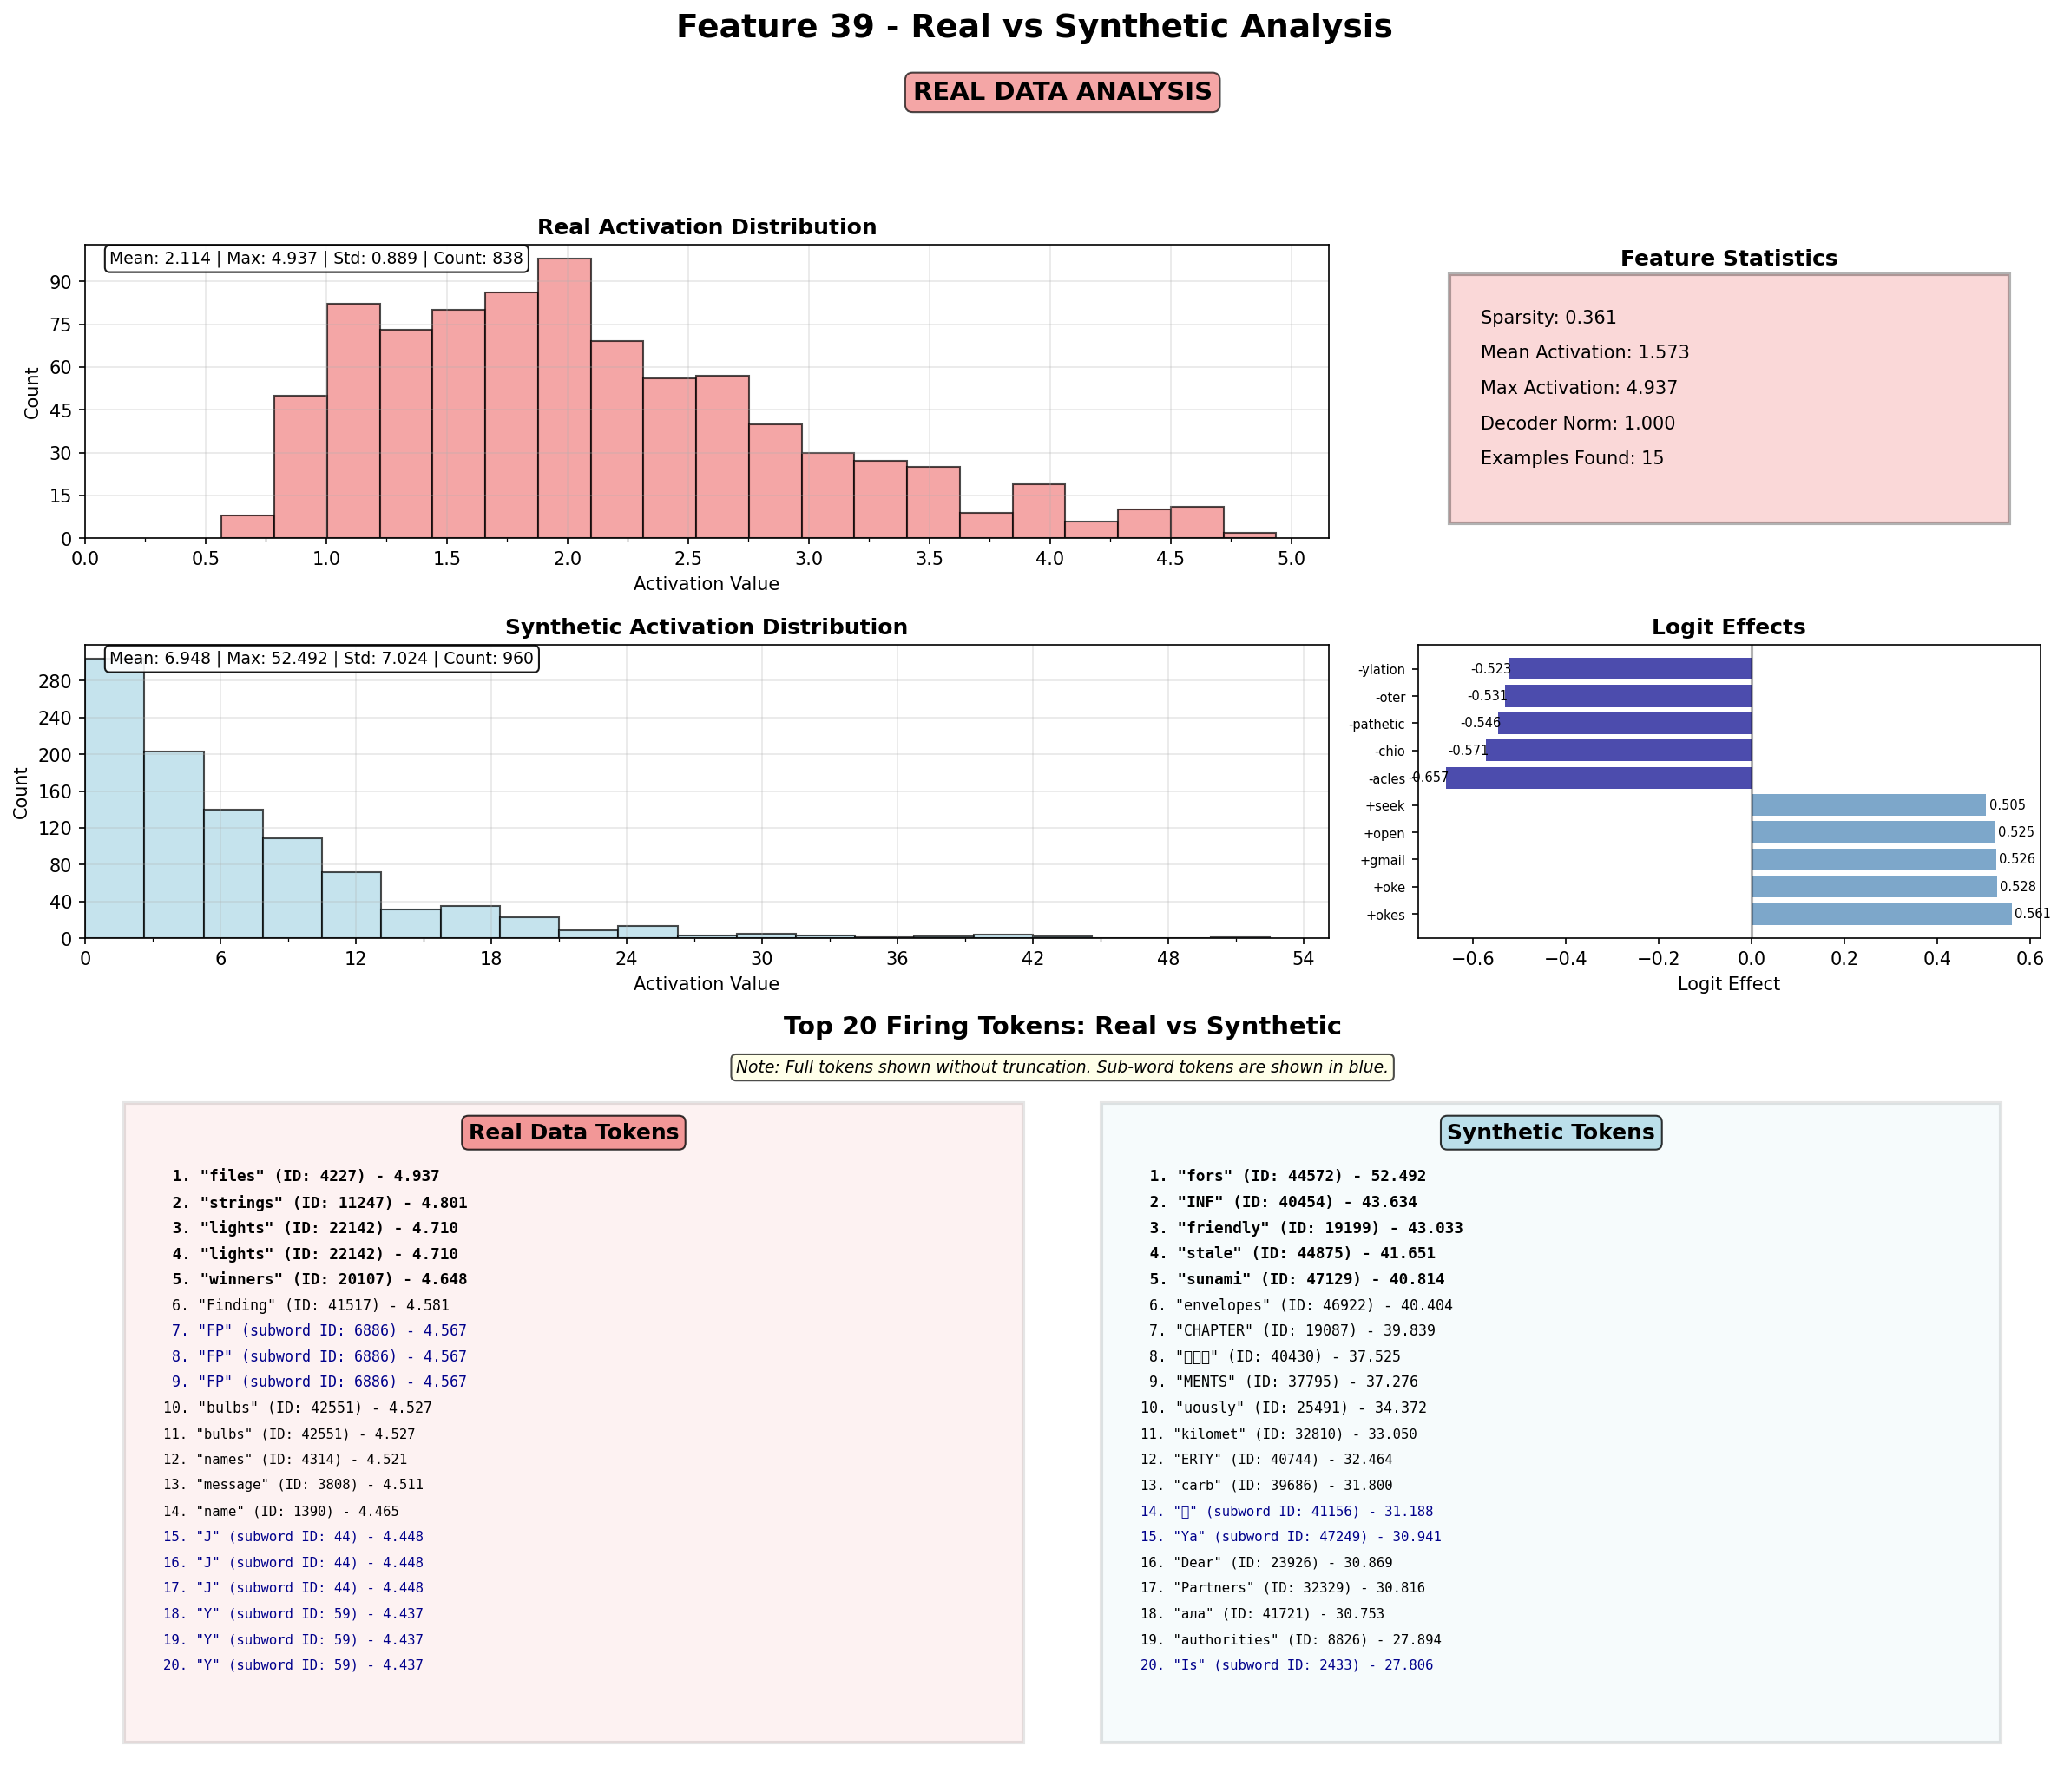 Feature 39 - Real vs Synthetic Analysis
REAL DATA ANALYSIS
Real Activation Distribution
Mean: 2.114 | Max: 4.937 | Std: 0.889 | Count: 838
Count
90
75
60
45
30
15
0
0.0 0.5 1.0 1.5 2.0 2.5 3.0 3.5 4.0 4.5 5.0
Activation Value
Feature Statistics
Sparsity: 0.361
Mean Activation: 1.573
Max Activation: 4.937
Decoder Norm: 1.000
Examples Found: 15
Synthetic Activation Distribution
Mean: 6.948 | Max: 52.492 | Std: 7.024 | Count: 960
Count
280
240
200
160
120
80
40
0
0 6 12 18 24 30 36 42 48 54
Activation Value
Logit Effects
-ylation -0.523
-oter -0.531
-pathetic -0.546
-chio -0.571
-acles -0.657
+seek 0.505
+open 0.525
+gmail 0.526
+oke 0.528
+okes 0.561
−0.6 −0.4 −0.2 0.0 0.2 0.4 0.6
Logit Effect
Top 20 Firing Tokens: Real vs Synthetic
Note: Full tokens shown without truncation. Sub-word tokens are shown in blue.
Real Data Tokens
1. "files" (ID: 4227) - 4.937
2. "strings" (ID: 11247) - 4.801
3. "lights" (ID: 22142) - 4.710
4. "lights" (ID: 22142) - 4.710
5. "winners" (ID: 20107) - 4.648
6. "Finding" (ID: 41517) - 4.581
7. "FP" (subword ID: 6886) - 4.567
8. "FP" (subword ID: 6886) - 4.567
9. "FP" (subword ID: 6886) - 4.567
10. "bulbs" (ID: 42551) - 4.527
11. "bulbs" (ID: 42551) - 4.527
12. "names" (ID: 4314) - 4.521
13. "message" (ID: 3808) - 4.511
14. "name" (ID: 1390) - 4.465
15. "J" (subword ID: 44) - 4.448
16. "J" (subword ID: 44) - 4.448
17. "J" (subword ID: 44) - 4.448
18. "Y" (subword ID: 59) - 4.437
19. "Y" (subword ID: 59) - 4.437
20. "Y" (subword ID: 59) - 4.437
Synthetic Tokens
1. "fors" (ID: 44572) - 52.492
2. "INF" (ID: 40454) - 43.634
3. "friendly" (ID: 19199) - 43.033
4. "stale" (ID: 44875) - 41.651
5. "sunami" (ID: 47129) - 40.814
6. "envelopes" (ID: 46922) - 40.404
7. "CHAPTER" (ID: 19087) - 39.839
8. "▯▯▯" (ID: 40430) - 37.525
9. "MENTS" (ID: 37795) - 37.276
10. "uously" (ID: 25491) - 34.372
11. "kilomet" (ID: 32810) - 33.050
12. "ERTY" (ID: 40744) - 32.464
13. "carb" (ID: 39686) - 31.800
14. "▯" (subword ID: 41156) - 31.188
15. "Ya" (subword ID: 47249) - 30.941
16. "Dear" (ID: 23926) - 30.869
17. "Partners" (ID: 32329) - 30.816
18. "ала" (ID: 41721) - 30.753
19. "authorities" (ID: 8826) - 27.894
20. "Is" (subword ID: 2433) - 27.806